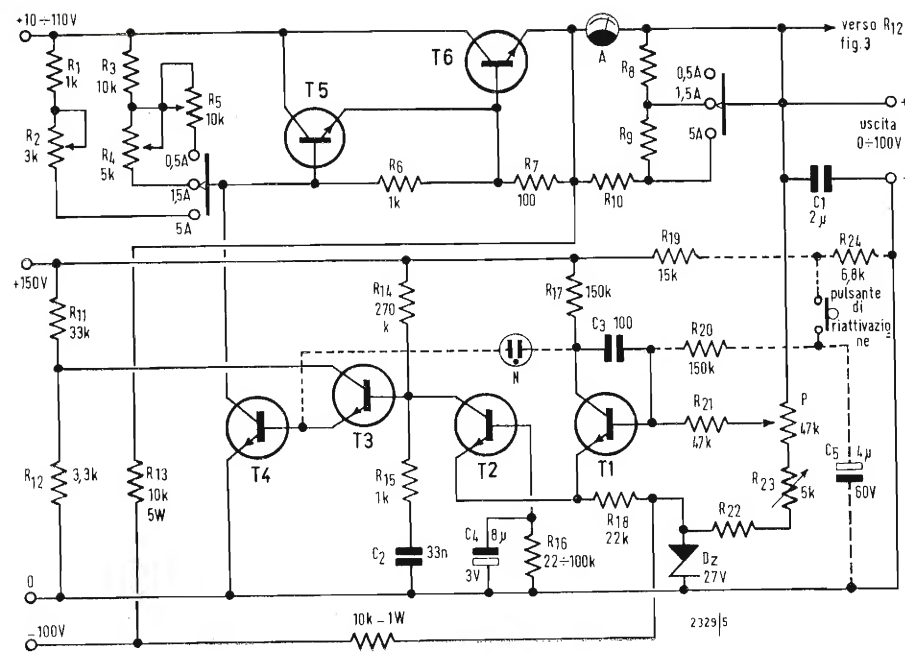 +10÷110V
R1
1k
R2
3k
R3
10k
R4
5k
R5
10k
0,5A
1,5A
5A
T5
T6
R6
1k
R7
100
A
R8
R9
R10
0,5A
1,5A
5A
verso R12
fig.3
+
uscita
0÷100V
-
C1
2µ
+150V
R11
33k
R12
3,3k
R13
10k
5W
R14
270
k
R15
1k
C2
33n
T4
T3
T2
T1
N
R17
150k
C3 100
R19
15k
R24
6,8k
pulsante
di
riattivazio
ne
R20
150k
R21
47k
P
47k
R23
5k
R22
C5
4µ
60V
R18
22k
C4
8µ
3V
R16
22÷100k
Dz
27V
0
-100V
10k-1W
2329|5